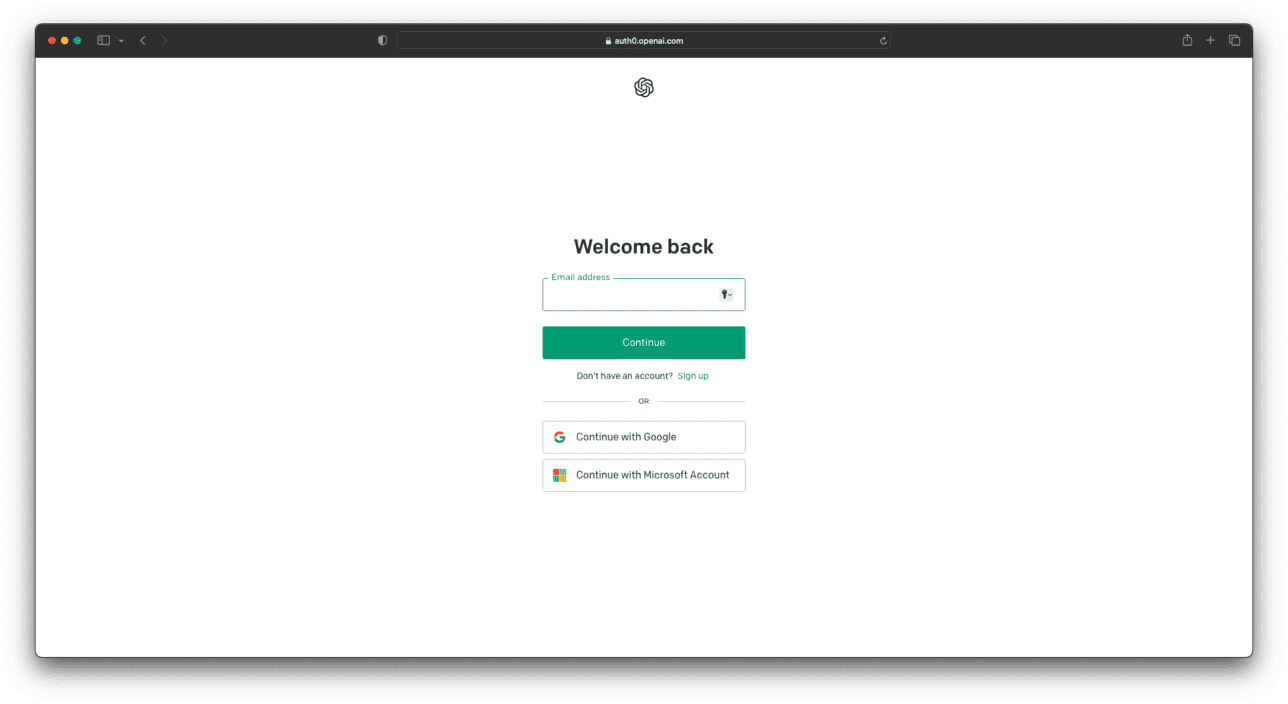 auth0.openai.com
Welcome back
Email address
Continue
Don't have an account? Sign up
OR
Continue with Google
Continue with Microsoft Account